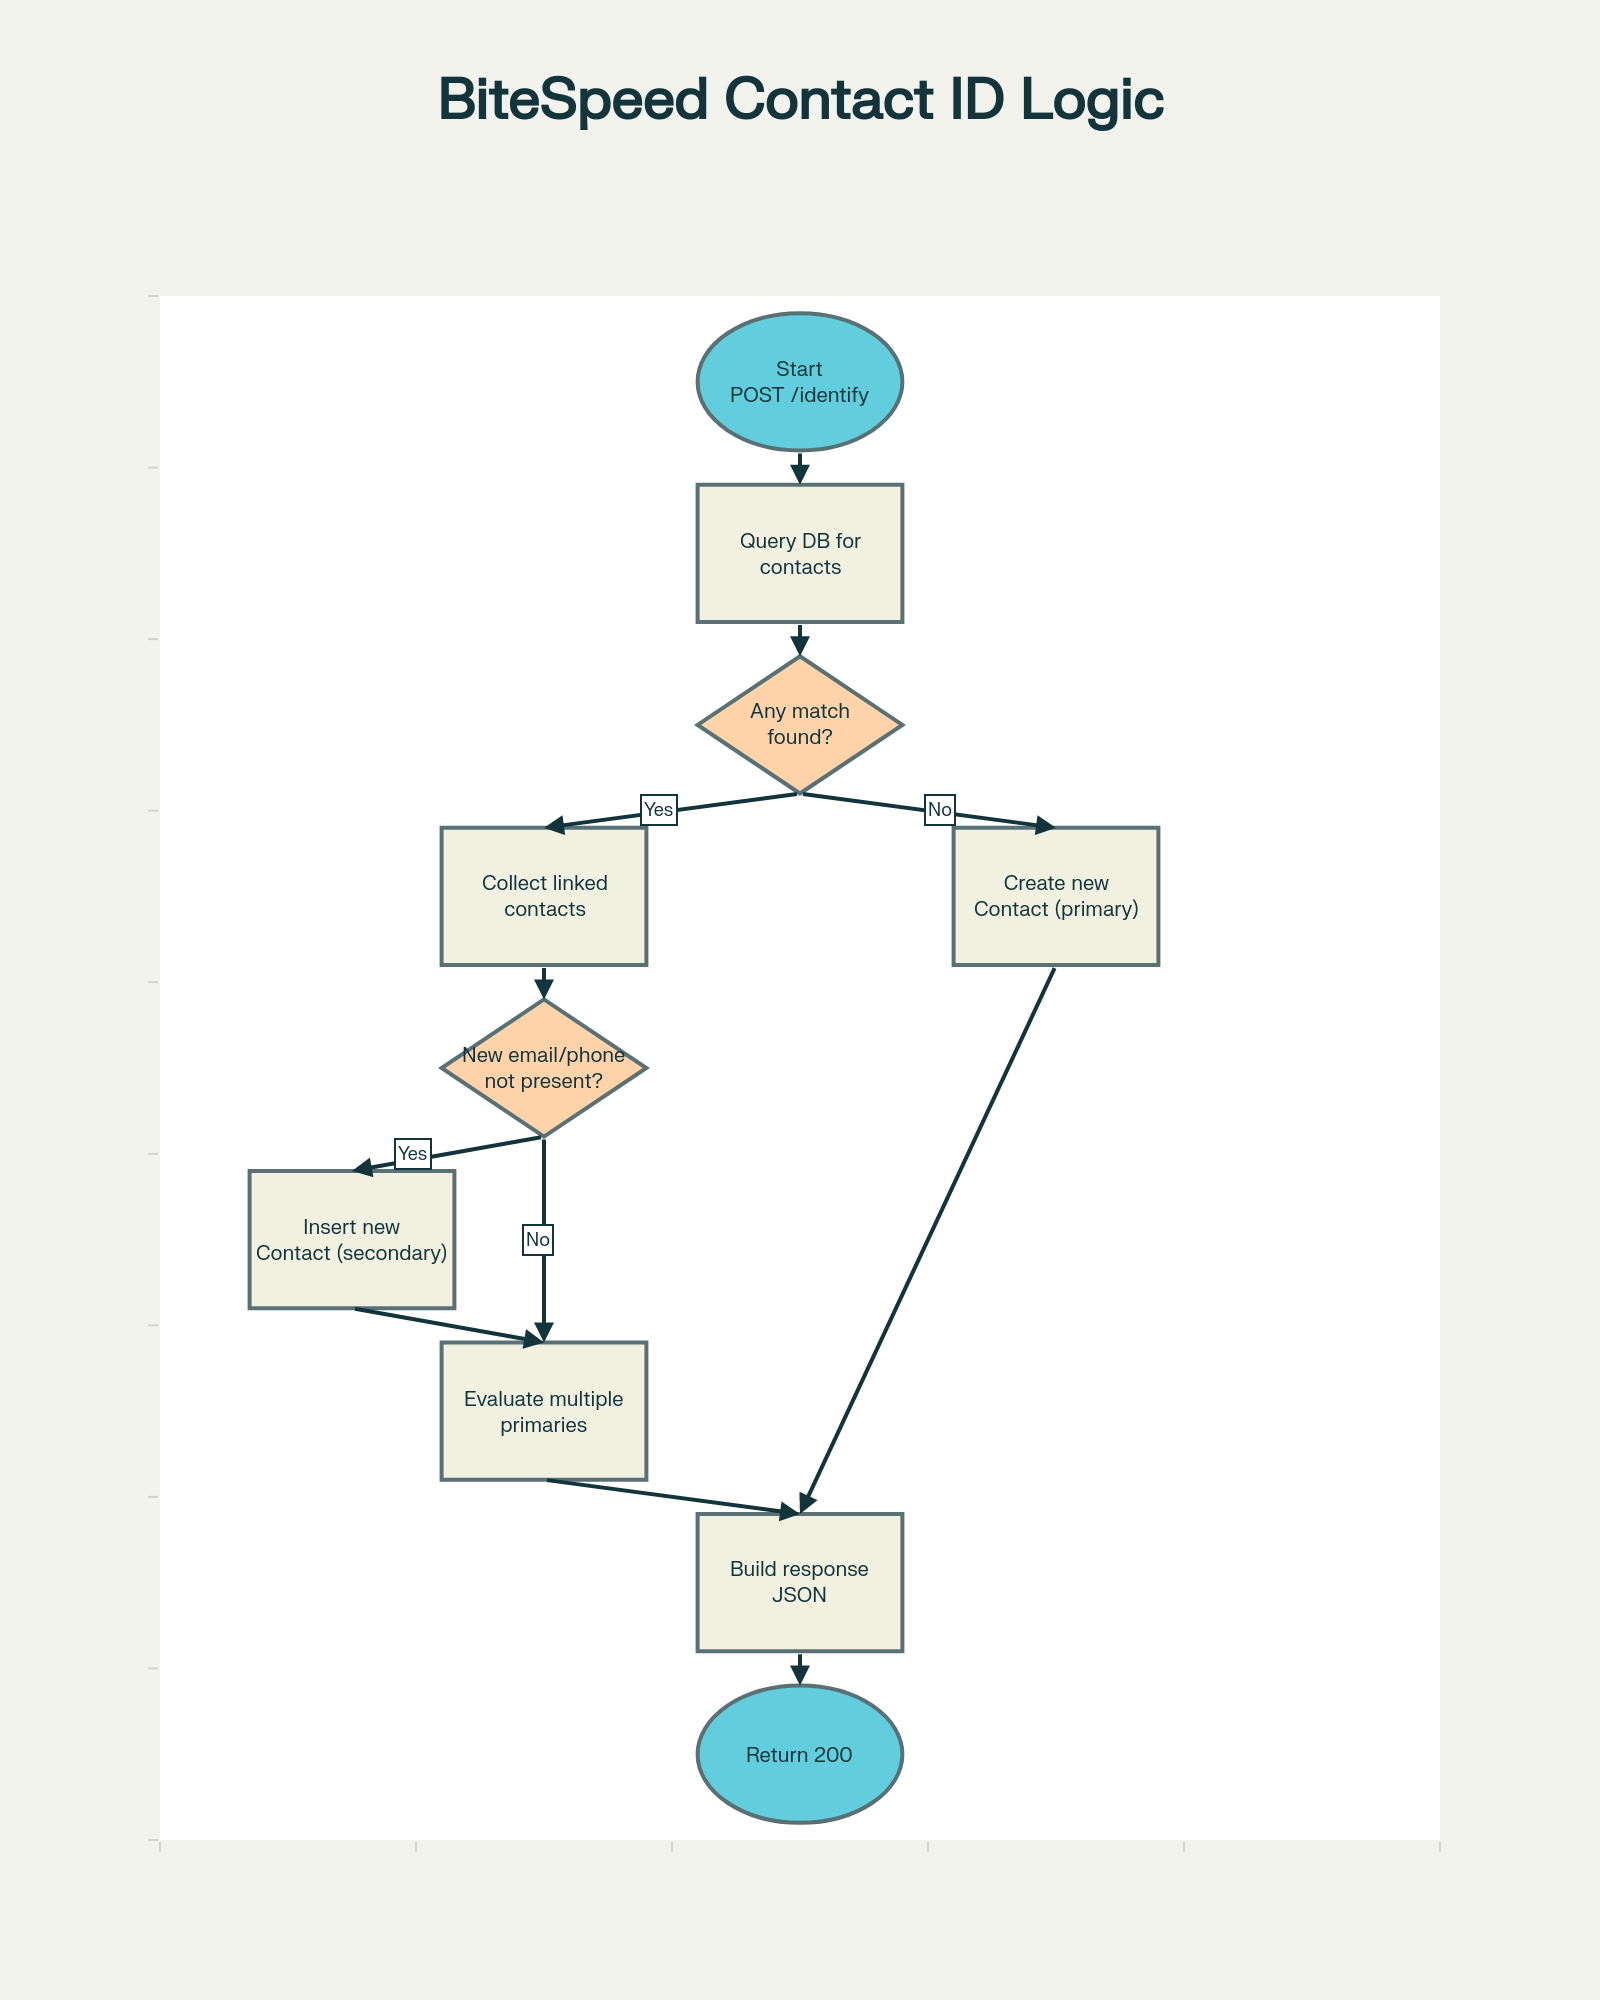 BiteSpeed Contact ID Logic
Start
POST /identify
Query DB for
contacts
Any match
found?
Yes
No
Collect linked
contacts
Create new
Contact (primary)
New email/phone
not present?
Yes
Insert new
Contact (secondary)
No
Evaluate multiple
primaries
Build response
JSON
Return 200